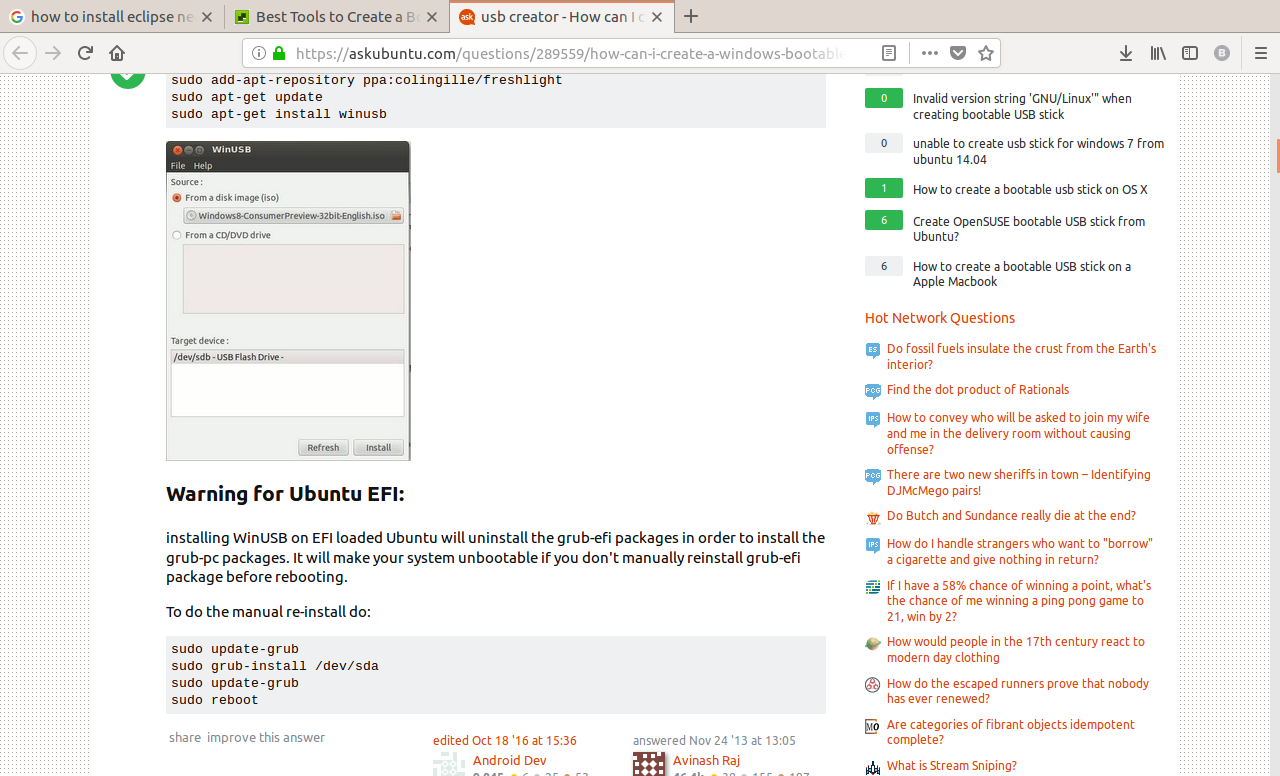 how to install eclipse ne
Best Tools to Create a Bo
usb creator - How can I c
https://askubuntu.com/questions/289559/how-can-i-create-a-windows-bootable
B
sudo add-apt-repository ppa:colingille/freshlight
sudo apt-get update
sudo apt-get install winusb
WinUSB
File Help
Source :
From a disk image (iso)
Windows8-ConsumerPreview-32bit-English.iso
From a CD/DVD drive
Target device :
/dev/sdb - USB Flash Drive -
Refresh Install
Warning for Ubuntu EFI:
installing WinUSB on EFI loaded Ubuntu will uninstall the grub-efi packages in order to install the
grub-pc packages. It will make your system unbootable if you don't manually reinstall grub-efi
package before rebooting.
To do the manual re-install do:
sudo update-grub
sudo grub-install /dev/sda
sudo update-grub
sudo reboot
share improve this answer
edited Oct 18 '16 at 15:36
Android Dev
answered Nov 24 '13 at 13:05
Avinash Raj
0 Invalid version string 'GNU/Linux'" when
creating bootable USB stick
0 unable to create usb stick for windows 7 from
ubuntu 14.04
1 How to create a bootable usb stick on OS X
6 Create OpenSUSE bootable USB stick from
Ubuntu?
6 How to create a bootable USB stick on a
Apple Macbook
Hot Network Questions
Do fossil fuels insulate the crust from the Earth's
interior?
Find the dot product of Rationals
How to convey who will be asked to join my wife
and me in the delivery room without causing
offense?
There are two new sheriffs in town – Identifying
DJMcMego pairs!
Do Butch and Sundance really die at the end?
How do I handle strangers who want to "borrow"
a cigarette and give nothing in return?
If I have a 58% chance of winning a point, what's
the chance of me winning a ping pong game to
21, win by 2?
How would people in the 17th century react to
modern day clothing
How do the escaped runners prove that nobody
has ever renewed?
Are categories of fibrant objects idempotent
complete?
What is Stream Sniping?